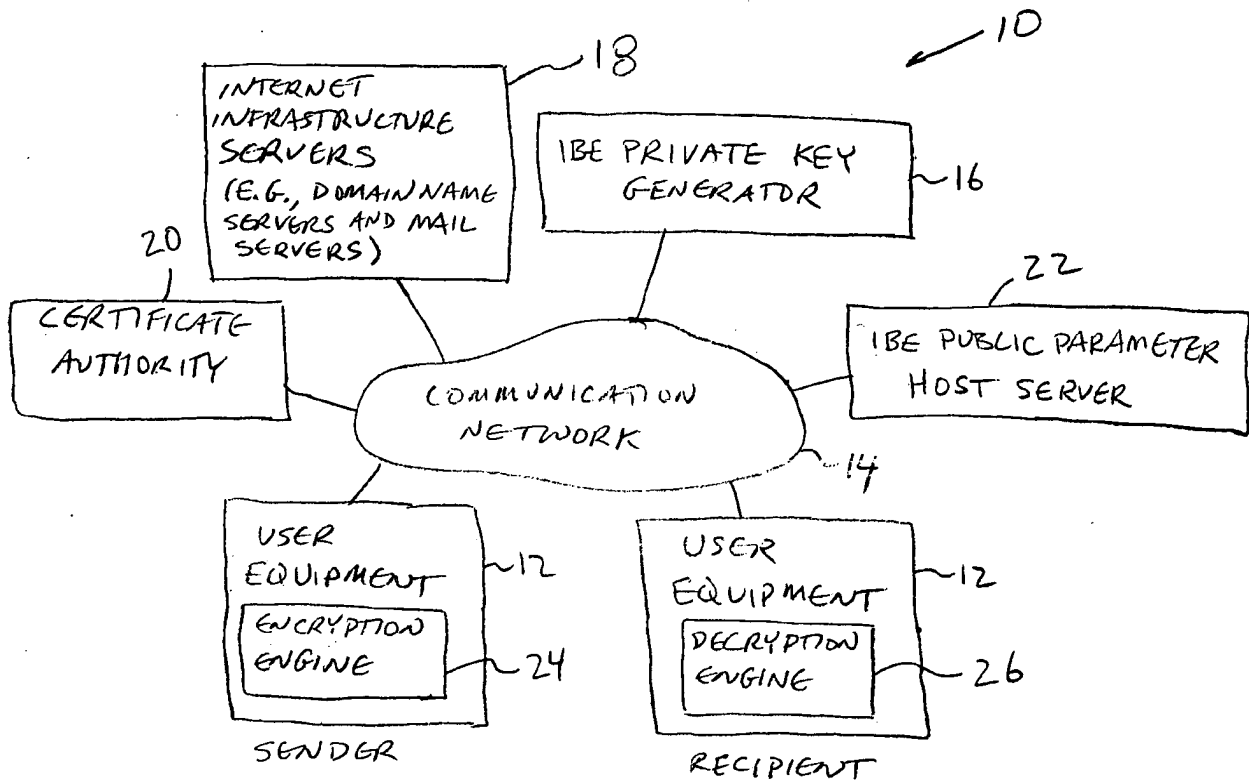 10
18
INTERNET
INFRASTRUCTURE
SERVERS
(E.G., DOMAIN NAME
SERVERS AND MAIL
SERVERS)
IBE PRIVATE KEY
GENERATOR
16
20
CERTIFICATE
AUTHORITY
22
IBE PUBLIC PARAMETER
HOST SERVER
COMMUNICATION
NETWORK
14
USER
EQUIPMENT
12
ENCRYPTION
ENGINE
24
SENDER
USER
EQUIPMENT
12
DECRYPTION
ENGINE
26
RECIPIENT